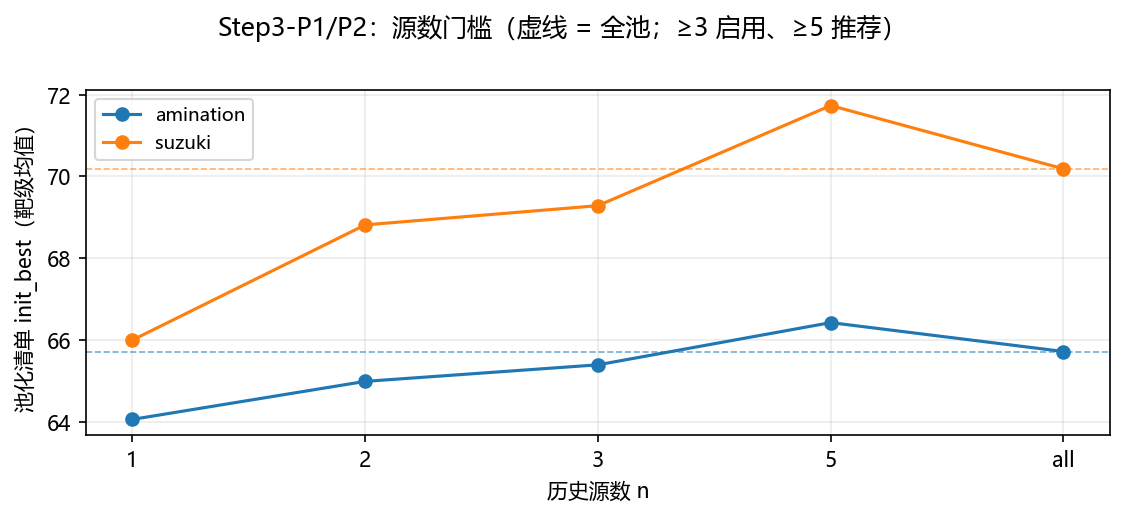 Step3-P1/P2：源数门槛（虚线 = 全池；≥3 启用、≥5 推荐）
池化清单 init_best（靶级均值）
72
70
68
66
64
amination
suzuki
1
2
3
5
all
历史源数 n